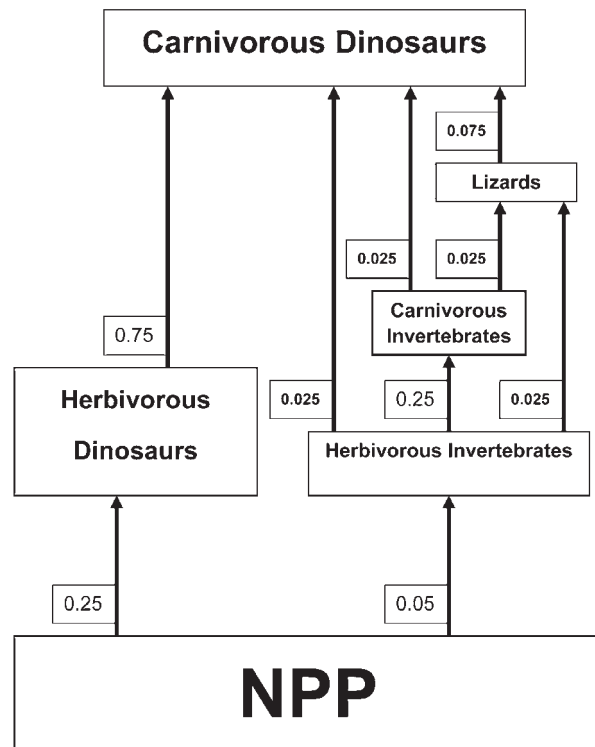 Carnivorous Dinosaurs
0.075
Lizards
0.025
0.025
Carnivorous
Invertebrates
0.75
Herbivorous
Dinosaurs
0.025
0.25
0.025
Herbivorous Invertebrates
0.25
0.05
NPP